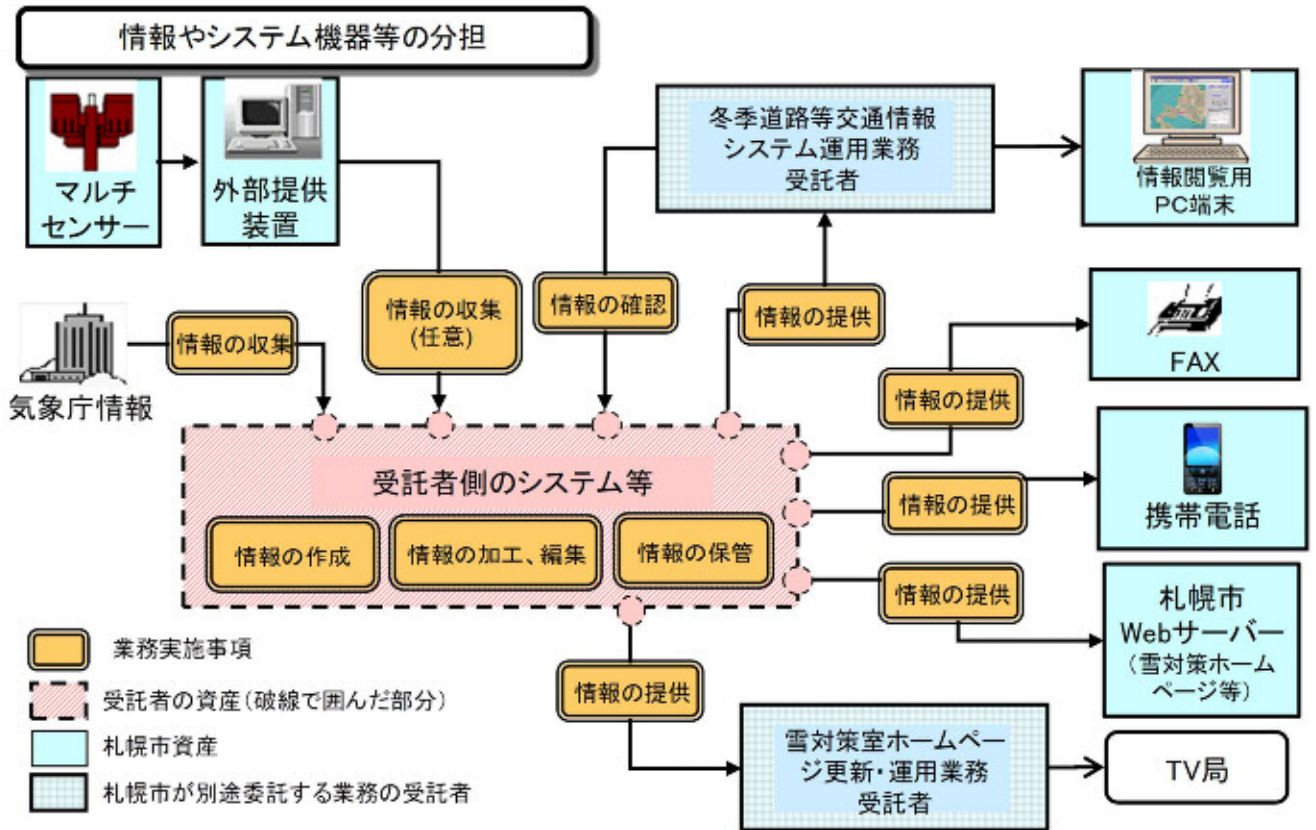 情報やシステム機器等の分担
マルチ
センサー
外部提供
装置
冬季道路等交通情報
システム運用業務
受託者
情報閲覧用
PC端末
気象庁情報
情報の収集
情報の収集
(任意)
情報の確認
情報の提供
情報の提供
FAX
受託者側のシステム等
情報の作成
情報の加工、編集
情報の保管
情報の提供
携帯電話
情報の提供
札幌市
Webサーバー
(雪対策ホーム
ページ等)
情報の提供
雪対策室ホームペー
ジ更新・運用業務
受託者
TV局
業務実施事項
受託者の資産(破線で囲んだ部分)
札幌市資産
札幌市が別途委託する業務の受託者